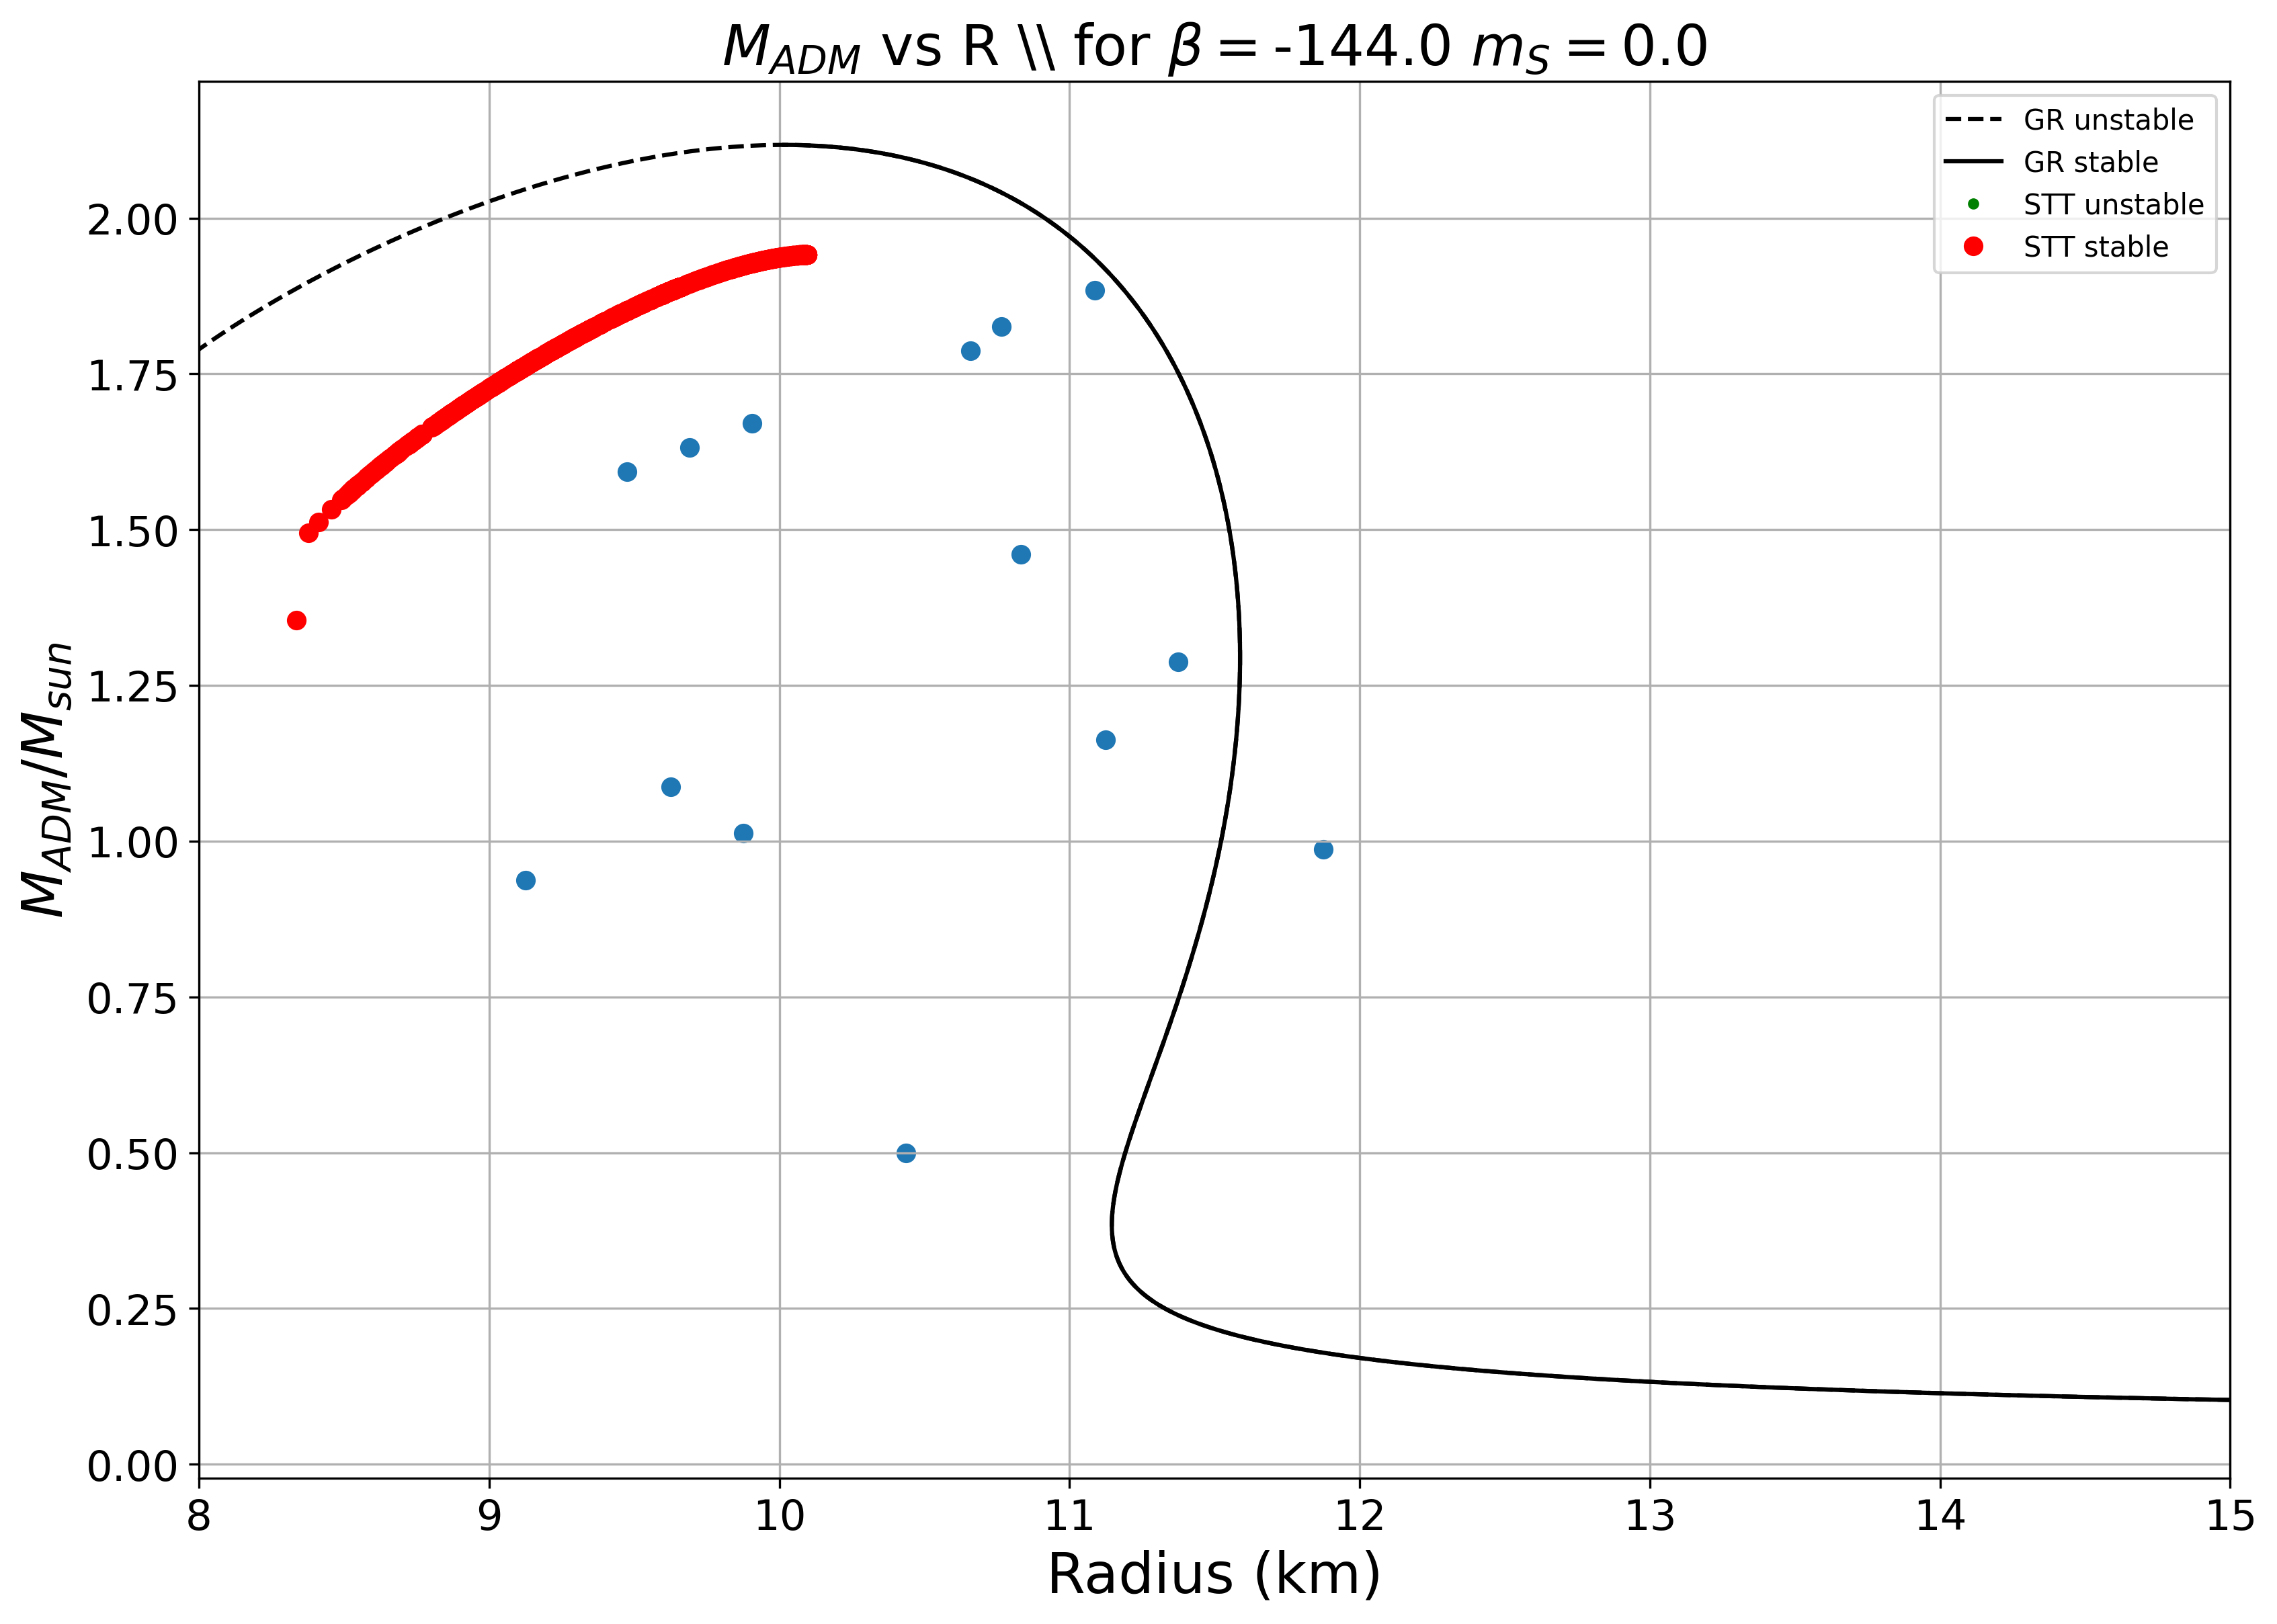 M_ADM vs R \\ for β = -144.0 m_S = 0.0
GR unstable
GR stable
STT unstable
STT stable
M_ADM/M_sun
2.00
1.75
1.50
1.25
1.00
0.75
0.50
0.25
0.00
8 9 10 11 12 13 14 15
Radius (km)